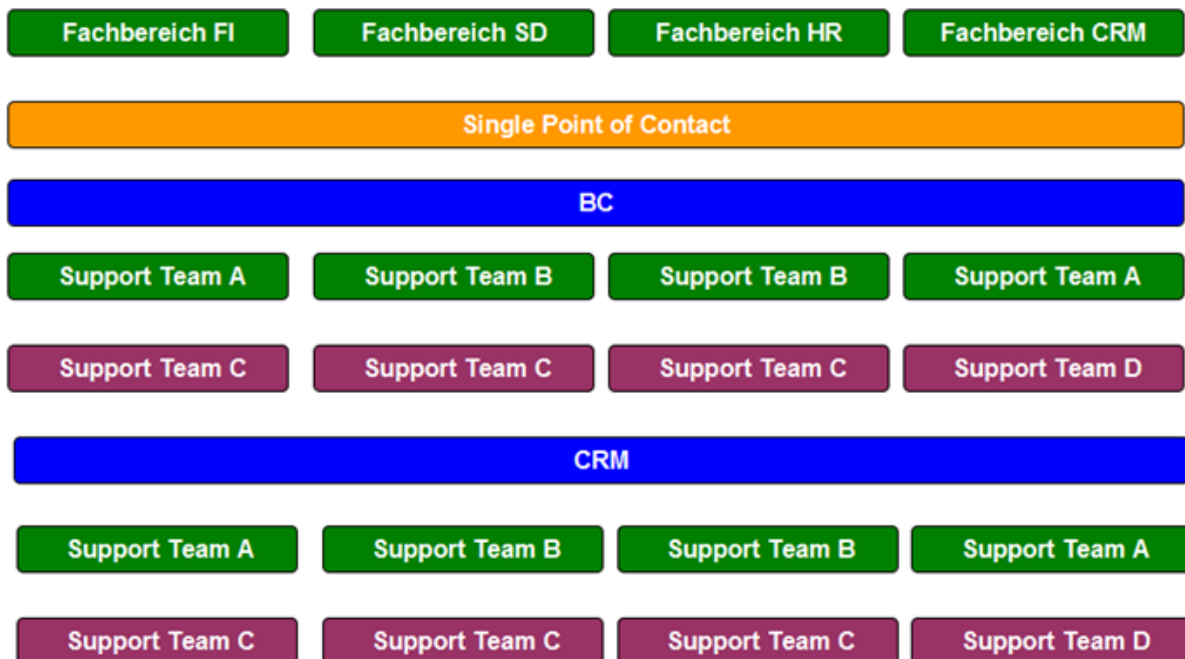 Fachbereich FI Fachbereich SD Fachbereich HR Fachbereich CRM
Single Point of Contact
BC
Support Team A Support Team B Support Team B Support Team A
Support Team C Support Team C Support Team C Support Team D
CRM
Support Team A Support Team B Support Team B Support Team A
Support Team C Support Team C Support Team C Support Team D